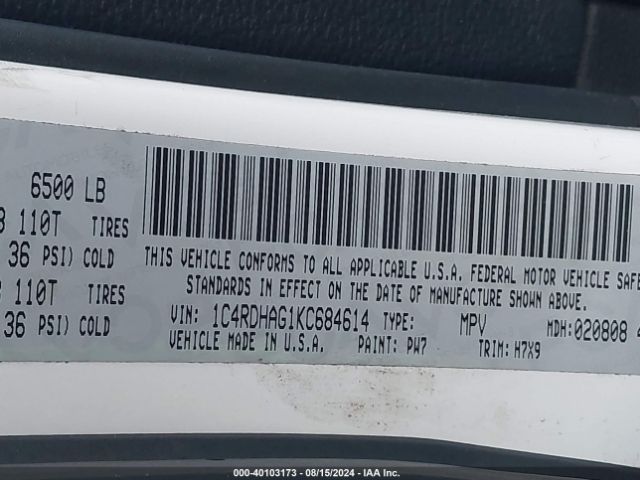 6500 LB
110T TIRES
36 PSI) COLD
110T TIRES
36 PSI) COLD
THIS VEHICLE CONFORMS TO ALL APPLICABLE U.S.A. FEDERAL MOTOR VEHICLE SAFE
STANDARDS IN EFFECT ON THE DATE OF MANUFACTURE SHOWN ABOVE.
VIN: 1C4RDHAG1KC684614 TYPE: MPV MDH:020808 4
VEHICLE MADE IN U.S.A. PAINT: PW7 TRIM: H7X9
000-40103173 - 08/15/2024 - IAA Inc.